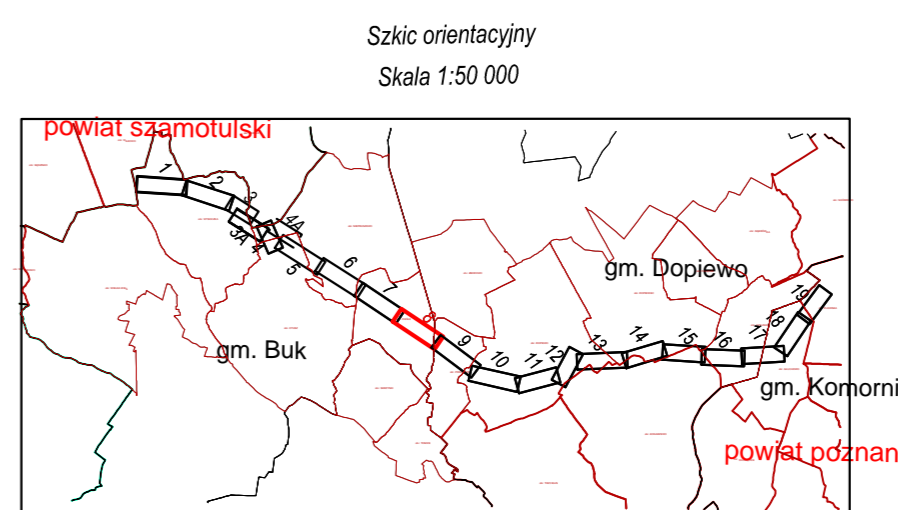 Szkic orientacyjny
Skala 1:50 000
powiat szamotulski
1
2
3
3A
4
4A
5
6
7
8
9
10
11
12
13
14
15
16
17
18
19
gm. Dopiewo
gm. Buk
gm. Komorni
powiat poznan